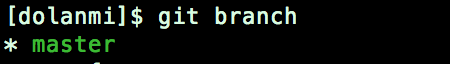 [dolanmi]$ git branch
* master